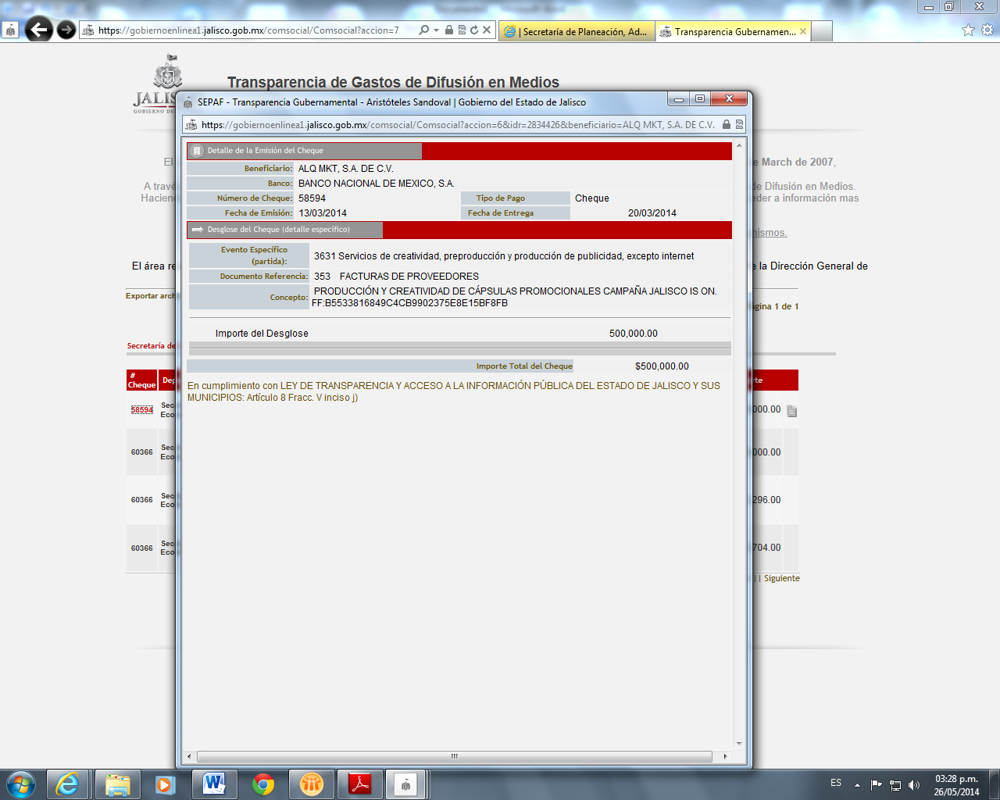 https://gobiernoenlinea1.jalisco.gob.mx/comsocial/Comsocial?accion=7
| Secretaría de Planeación, Ad...
Transparencia Gubernamen...
Transparencia de Gastos de Difusión en Medios
GOBIERNO DE
SEPAF - Transparencia Gubernamental - Aristóteles Sandoval | Gobierno del Estado de Jalisco
https://gobiernoenlinea1.jalisco.gob.mx/comsocial/Comsocial?accion=6&idr=2834426&beneficiario=ALQ MKT, S.A. DE C.V.
Detalle de la Emisión del Cheque
Beneficiario: ALQ MKT, S.A. DE C.V.
Banco: BANCO NACIONAL DE MEXICO, S.A.
Número de Cheque: 58594 Tipo de Pago Cheque
Fecha de Emisión: 13/03/2014 Fecha de Entrega 20/03/2014
Desglose del Cheque (detalle específico)
Evento Específico
(partida): 3631 Servicios de creatividad, preproducción y producción de publicidad, excepto internet
Documento Referencia: 353 FACTURAS DE PROVEEDORES
Concepto: PRODUCCIÓN Y CREATIVIDAD DE CÁPSULAS PROMOCIONALES CAMPAÑA JALISCO IS ON.
FF:B5533816849C4CB9902375E8E15BF8FB
Importe del Desglose 500,000.00
Importe Total del Cheque $500,000.00
En cumplimiento con LEY DE TRANSPARENCIA Y ACCESO A LA INFORMACIÓN PÚBLICA DEL ESTADO DE JALISCO Y SUS
MUNICIPIOS: Artículo 8 Fracc. V inciso j)
El
e March de 2007,
A travé
de Difusión en Medios.
Haciend
eder a información mas
nismos.
El área re
e la Dirección General de
Exportar arch
ágina 1 de 1
Secretaría de
# Cheque
Dep
rte
58594 Sec
Eco
000.00
60366 Sec
Eco
000.00
60366 Sec
Eco
296.00
60366 Sec
Eco
704.00
| Siguiente
ES
03:28 p.m.
26/05/2014